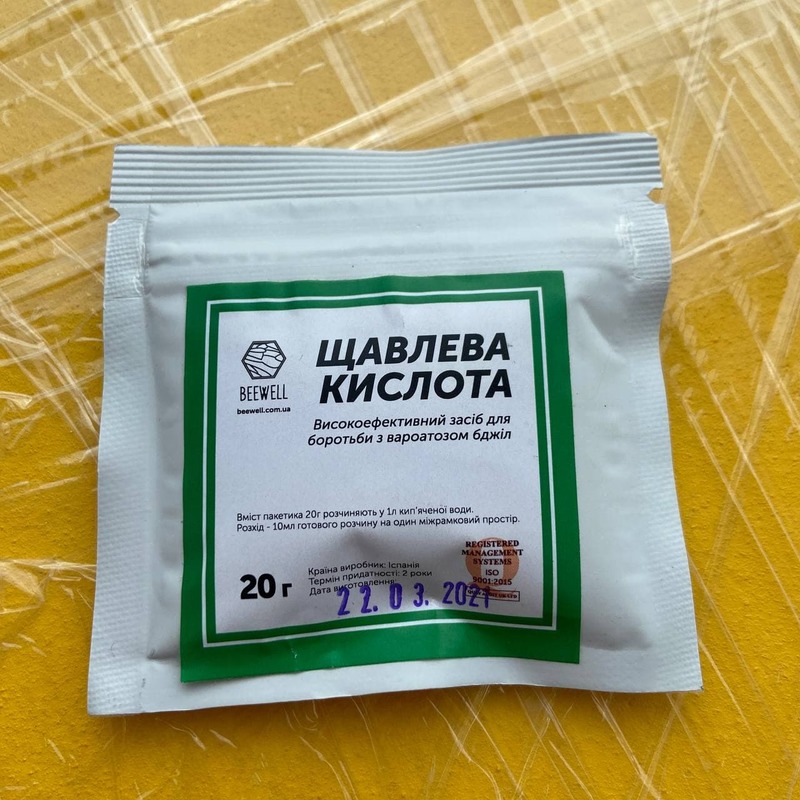 BEEWELL
beewell.com.ua
ЩАВЛЕВА
КИСЛОТА
Високоефективний засіб для
боротьби з вароатозом бджіл
Вміст пакетика 20г розчиняють у 1л кип'яченої води.
Розхід - 10мл готового розчину на один міжрамковий простір.
20 г
Країна виробник: Іспанія
Термін придатності: 2 роки
Дата виготовлення:
22.03.2021
REGISTERED
MANAGEMENT
SYSTEMS
ISO
9001:2015